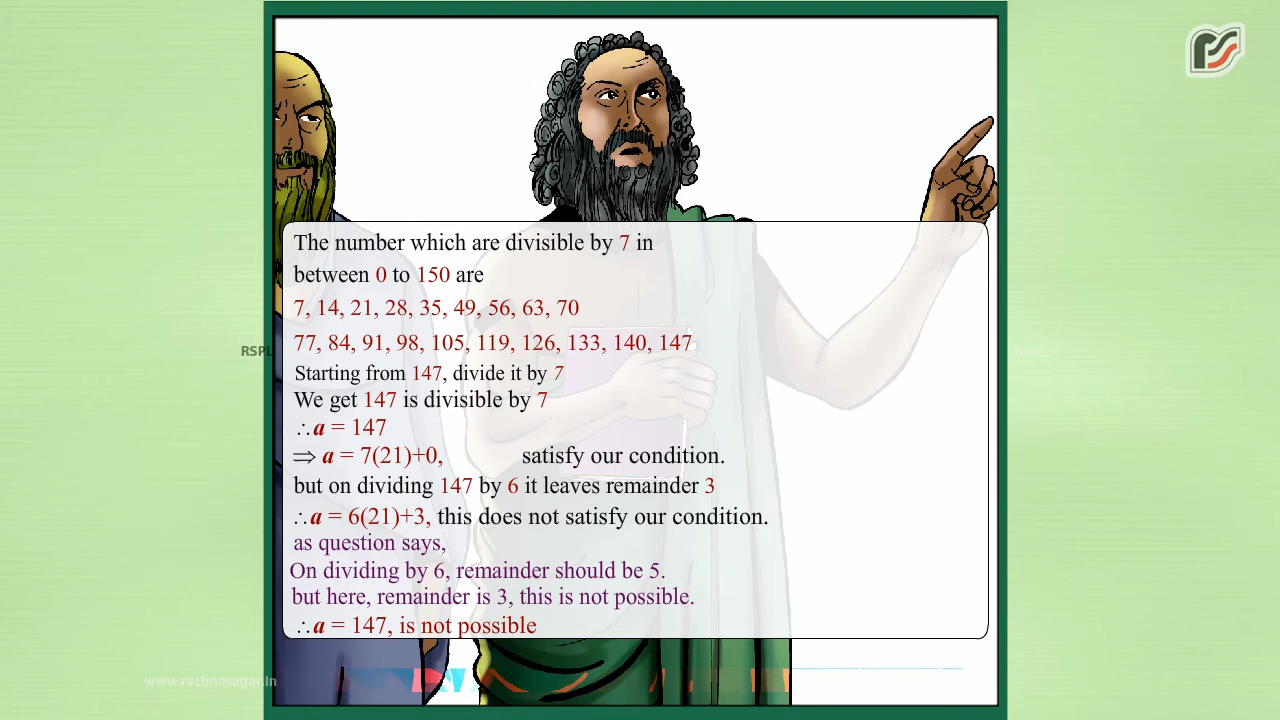 The number which are divisible by 7 in
between 0 to 150 are
7, 14, 21, 28, 35, 49, 56, 63, 70
77, 84, 91, 98, 105, 119, 126, 133, 140, 147
RSPL
RSPL
Starting from 147, divide it by 7
We get 147 is divisible by 7
∴a = 147
⇒ a = 7(21)+0, satisfy our condition.
but on dividing 147 by 6 it leaves remainder 3
∴a = 6(21)+3, this does not satisfy our condition.
as question says,
On dividing by 6, remainder should be 5.
but here, remainder is 3, this is not possible.
∴a = 147, is not possible
www.rachnasagar.in